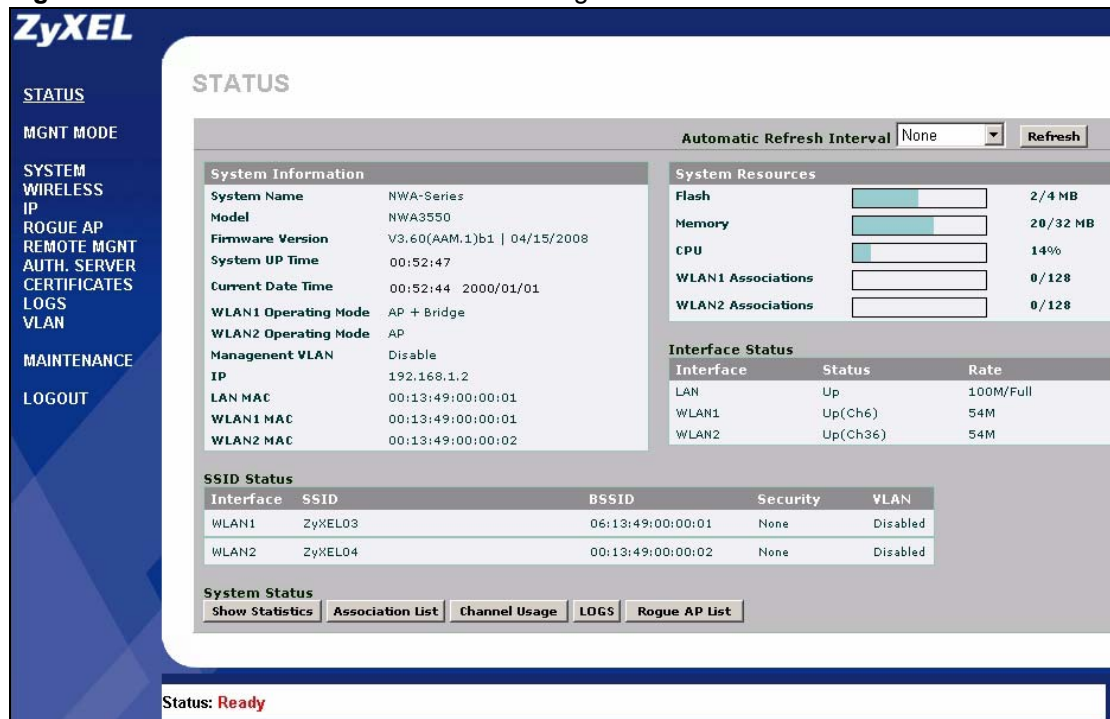 ZyXEL
STATUS
MGNT MODE
SYSTEM
WIRELESS
IP
ROGUE AP
REMOTE MGNT
AUTH. SERVER
CERTIFICATES
LOGS
VLAN
MAINTENANCE
LOGOUT
STATUS
Automatic Refresh Interval None Refresh
System Information
System Name NWA-Series
Model NWA3550
Firmware Version V3.60(AAM.1)b1 | 04/15/2008
System UP Time 00:52:47
Current Date Time 00:52:44 2000/01/01
WLAN1 Operating Mode AP + Bridge
WLAN2 Operating Mode AP
Managenent VLAN Disable
IP 192.168.1.2
LAN MAC 00:13:49:00:00:01
WLAN1 MAC 00:13:49:00:00:01
WLAN2 MAC 00:13:49:00:00:02
System Resources
Flash 2/4 MB
Memory 20/32 MB
CPU 14%
WLAN1 Associations 0/128
WLAN2 Associations 0/128
Interface Status
Interface Status Rate
LAN Up 100M/Full
WLAN1 Up(Ch6) 54M
WLAN2 Up(Ch36) 54M
SSID Status
Interface SSID BSSID Security VLAN
WLAN1 ZyXEL03 06:13:49:00:00:01 None Disabled
WLAN2 ZyXEL04 00:13:49:00:00:02 None Disabled
System Status
Show Statistics Association List Channel Usage LOGS Rogue AP List
Status: Ready